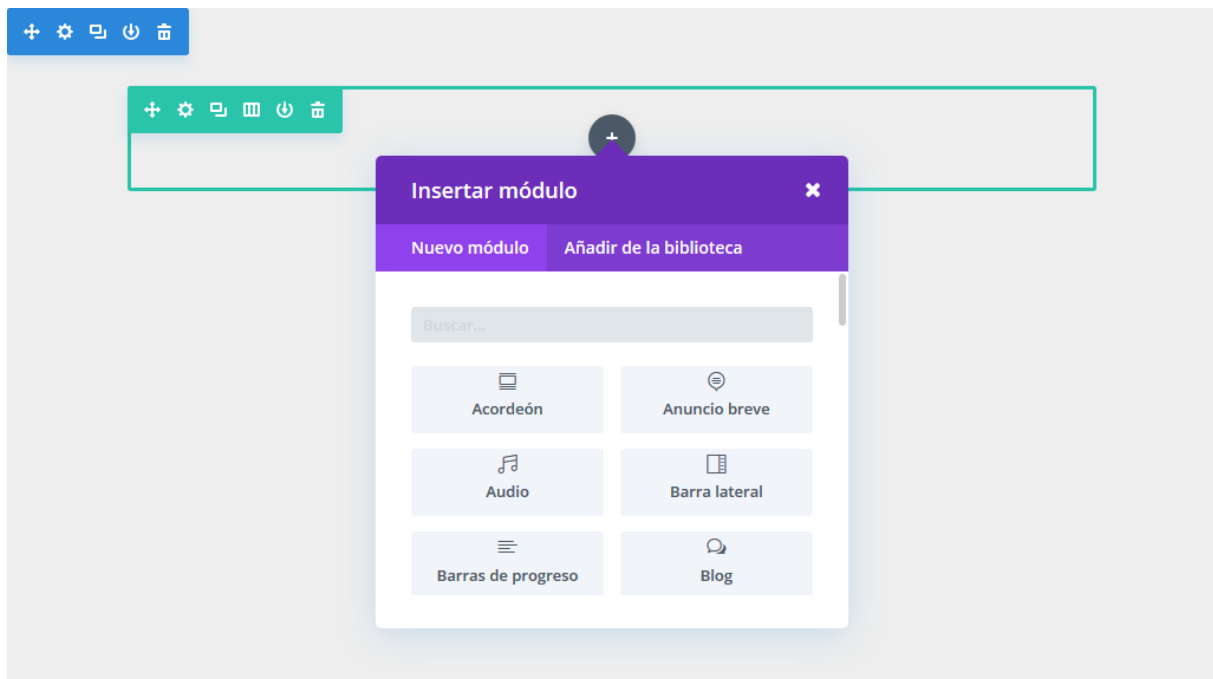 Insertar módulo
Nuevo módulo Añadir de la biblioteca
Buscar...
Acordeón Anuncio breve
Audio Barra lateral
Barras de progreso Blog